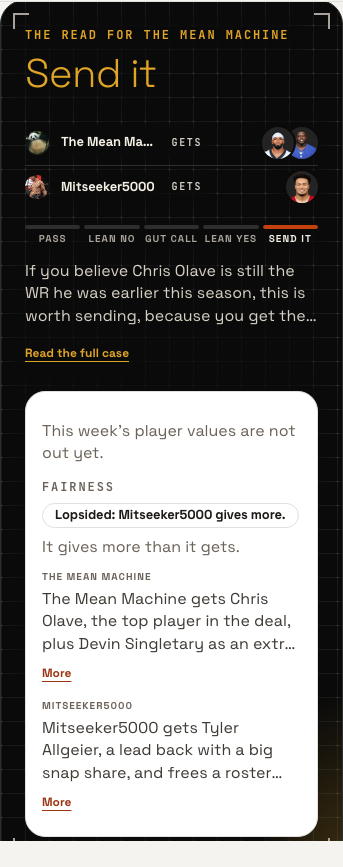 THE READ FOR THE MEAN MACHINE
Send it
The Mean Ma... GETS
Mitseeker5000 GETS
PASS LEAN NO GUT CALL LEAN YES SEND IT
If you believe Chris Olave is still the
WR he was earlier this season, this is
worth sending, because you get the...
Read the full case
This week's player values are not
out yet.
FAIRNESS
Lopsided: Mitseeker5000 gives more.
It gives more than it gets.
THE MEAN MACHINE
The Mean Machine gets Chris
Olave, the top player in the deal,
plus Devin Singletary as an extr...
More
MITSEEKER5000
Mitseeker5000 gets Tyler
Allgeier, a lead back with a big
snap share, and frees a roster...
More